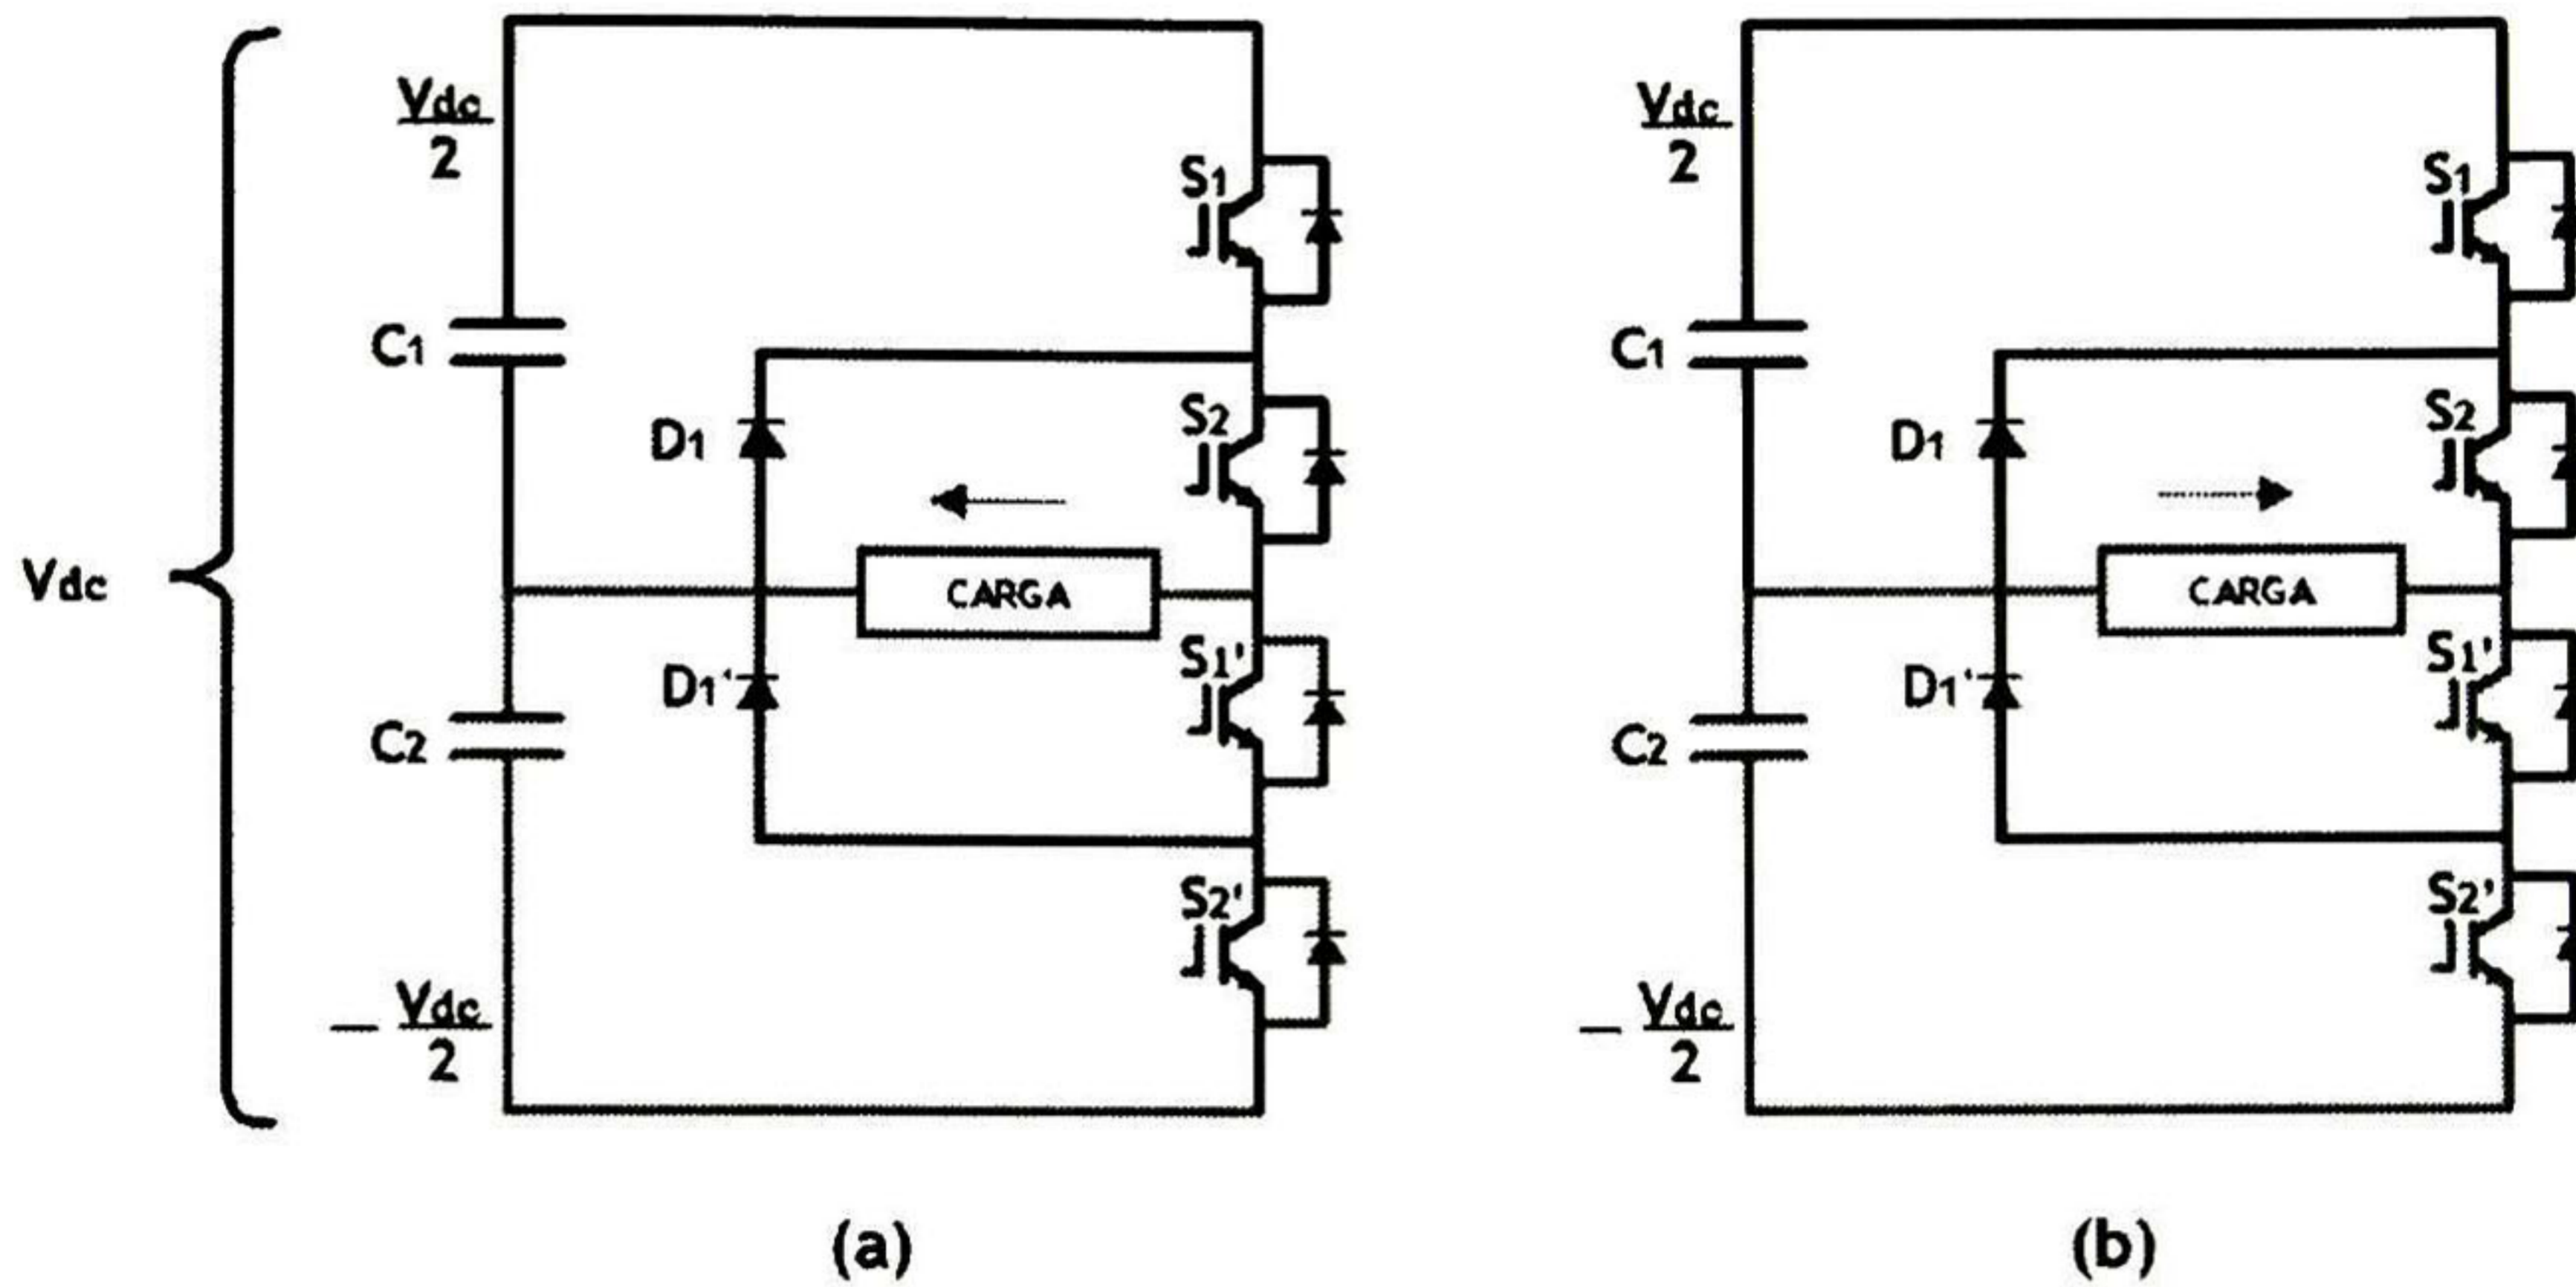 Vdc
Vdc
2
C1
C2
− Vdc
2
D1
D1'
CARGA
S1
S2
S1'
S2'
(a)
Vdc
2
C1
C2
− Vdc
2
D1
D1'
CARGA
S1
S2
S1'
S2'
(b)